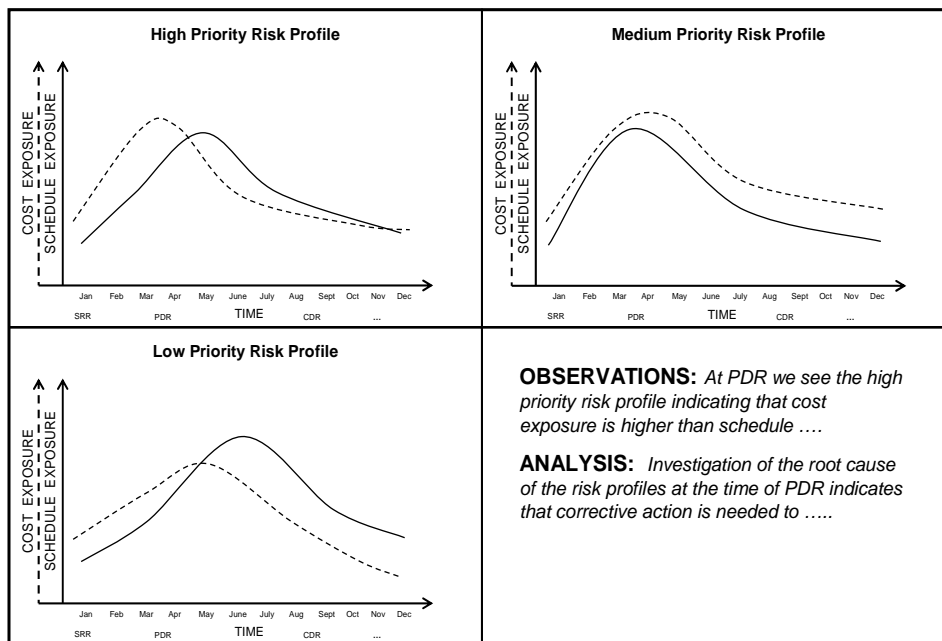 High Priority Risk Profile
COST EXPOSURE
SCHEDULE EXPOSURE
Jan Feb Mar Apr May June July Aug Sept Oct Nov Dec
SRR PDR TIME CDR ...
Medium Priority Risk Profile
COST EXPOSURE
SCHEDULE EXPOSURE
Jan Feb Mar Apr May June July Aug Sept Oct Nov Dec
SRR PDR TIME CDR ...
Low Priority Risk Profile
COST EXPOSURE
SCHEDULE EXPOSURE
Jan Feb Mar Apr May June July Aug Sept Oct Nov Dec
SRR PDR TIME CDR ...
OBSERVATIONS: At PDR we see the high
priority risk profile indicating that cost
exposure is higher than schedule ….
ANALYSIS: Investigation of the root cause
of the risk profiles at the time of PDR indicates
that corrective action is needed to …..